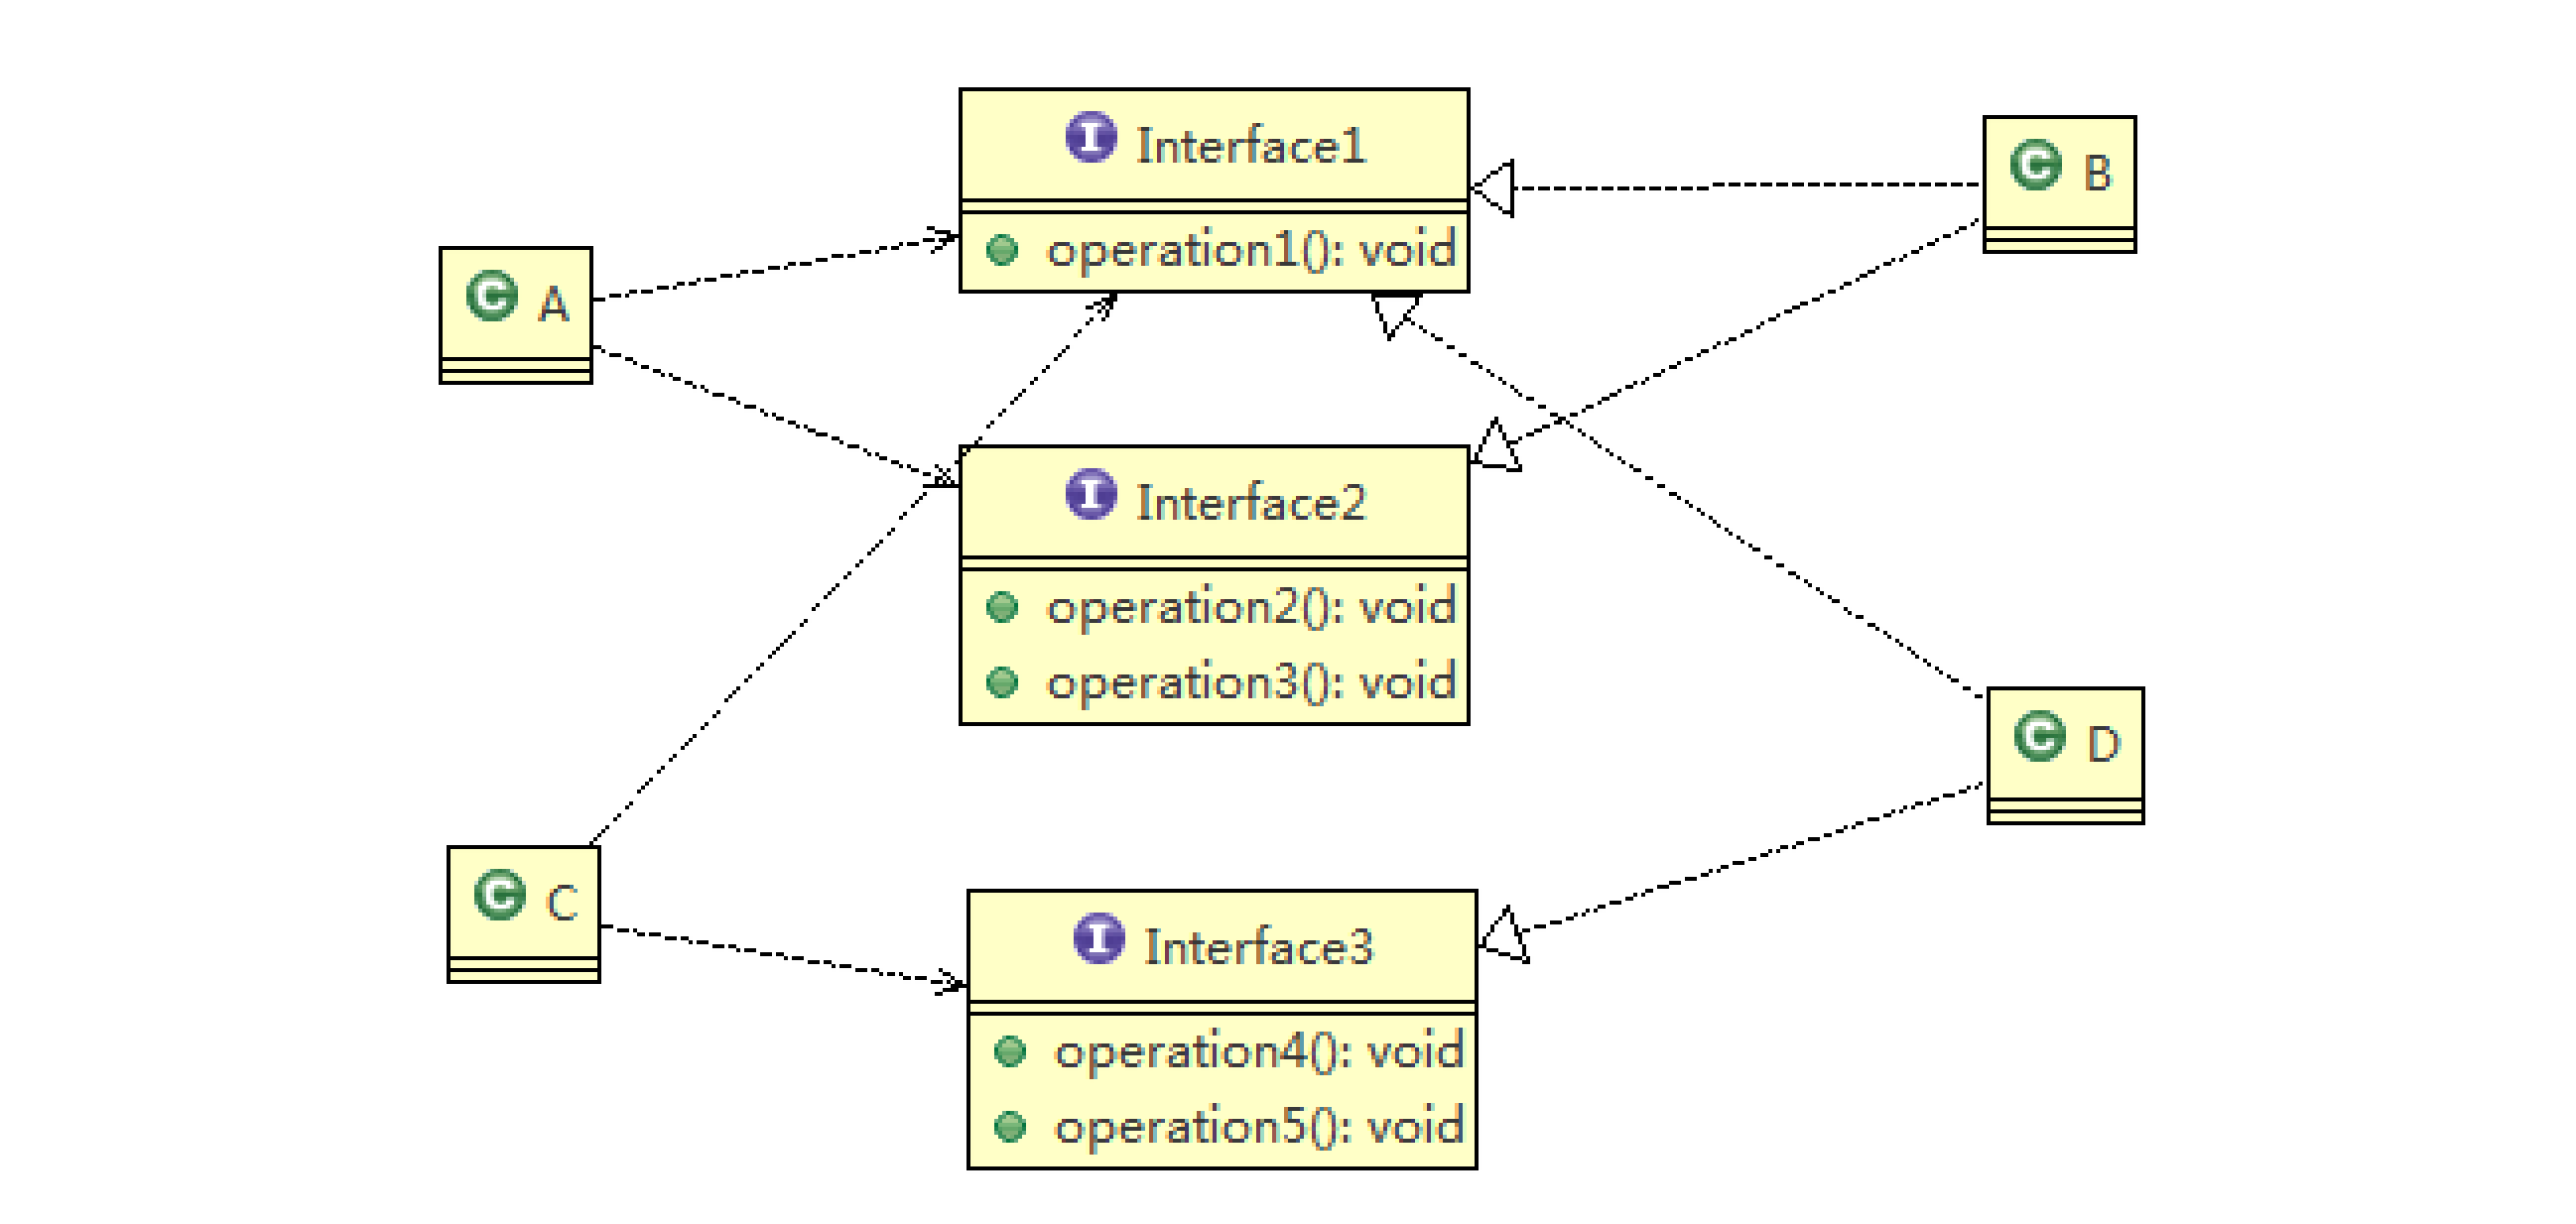 I Interface1
operation1(): void
C B
C A
I Interface2
operation2(): void
operation3(): void
C D
C C
I Interface3
operation4(): void
operation5(): void